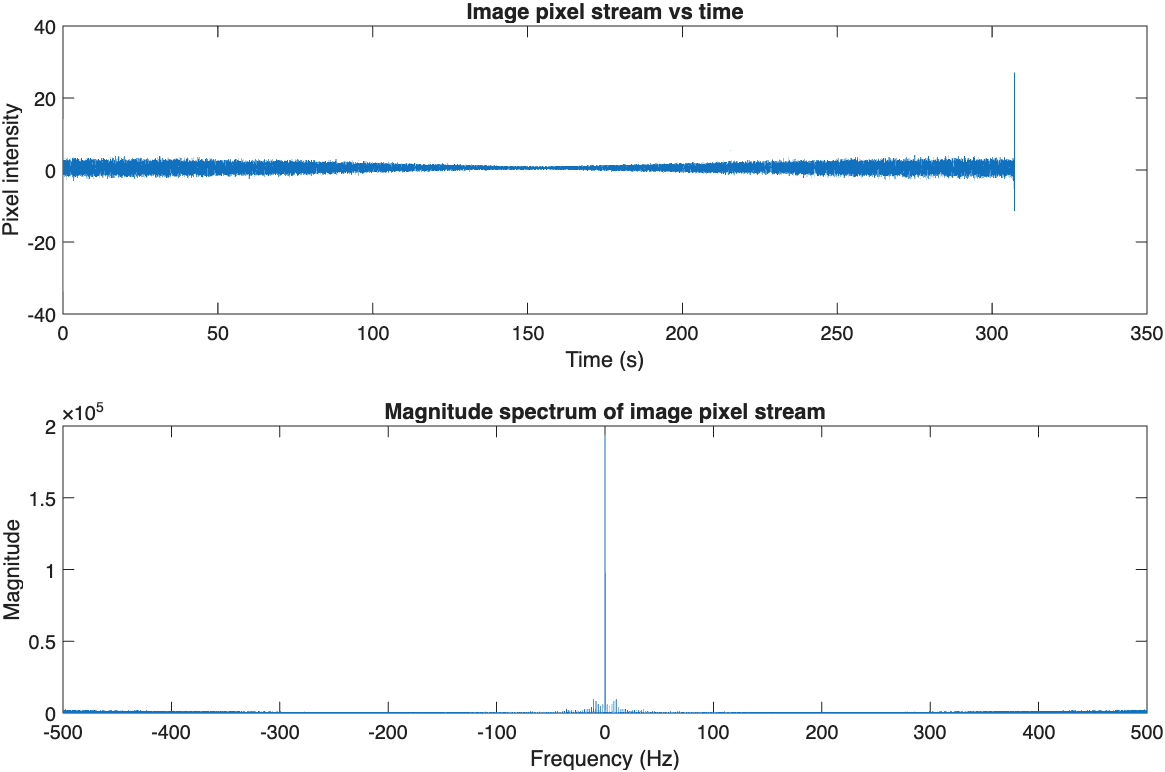 Image pixel stream vs time
40
20
0
-20
-40
Pixel intensity
0 50 100 150 200 250 300 350
Time (s)
Magnitude spectrum of image pixel stream
×10⁵
2
1.5
1
0.5
0
Magnitude
-500 -400 -300 -200 -100 0 100 200 300 400 500
Frequency (Hz)